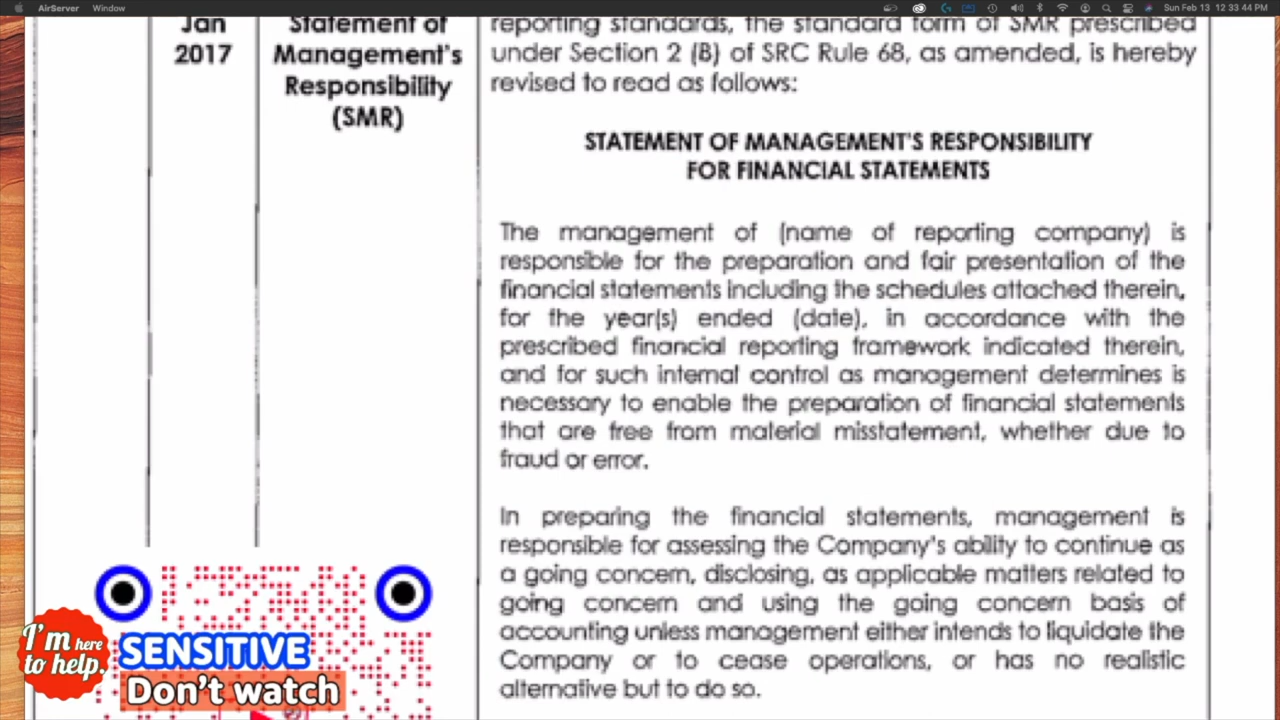 AirServer Window
Sun Feb 13 12:33:44 PM
Jan
2017
Statement of
Management's
Responsibility
(SMR)
reporting standards, the standard form of SMR prescribed
under Section 2 (B) of SRC Rule 68, as amended, is hereby
revised to read as follows:
STATEMENT OF MANAGEMENT'S RESPONSIBILITY
FOR FINANCIAL STATEMENTS
The management of (name of reporting company) is
responsible for the preparation and fair presentation of the
financial statements including the schedules attached therein,
for the year(s) ended (date), in accordance with the
prescribed financial reporting framework indicated therein,
and for such internal control as management determines is
necessary to enable the preparation of financial statements
that are free from material misstatement, whether due to
fraud or error.
In preparing the financial statements, management is
responsible for assessing the Company's ability to continue as
a going concern, disclosing, as applicable matters related to
going concern and using the going concern basis of
accounting unless management either intends to liquidate the
Company or to cease operations, or has no realistic
alternative but to do so.
I'm here
to help.
SENSITIVE
Don't watch